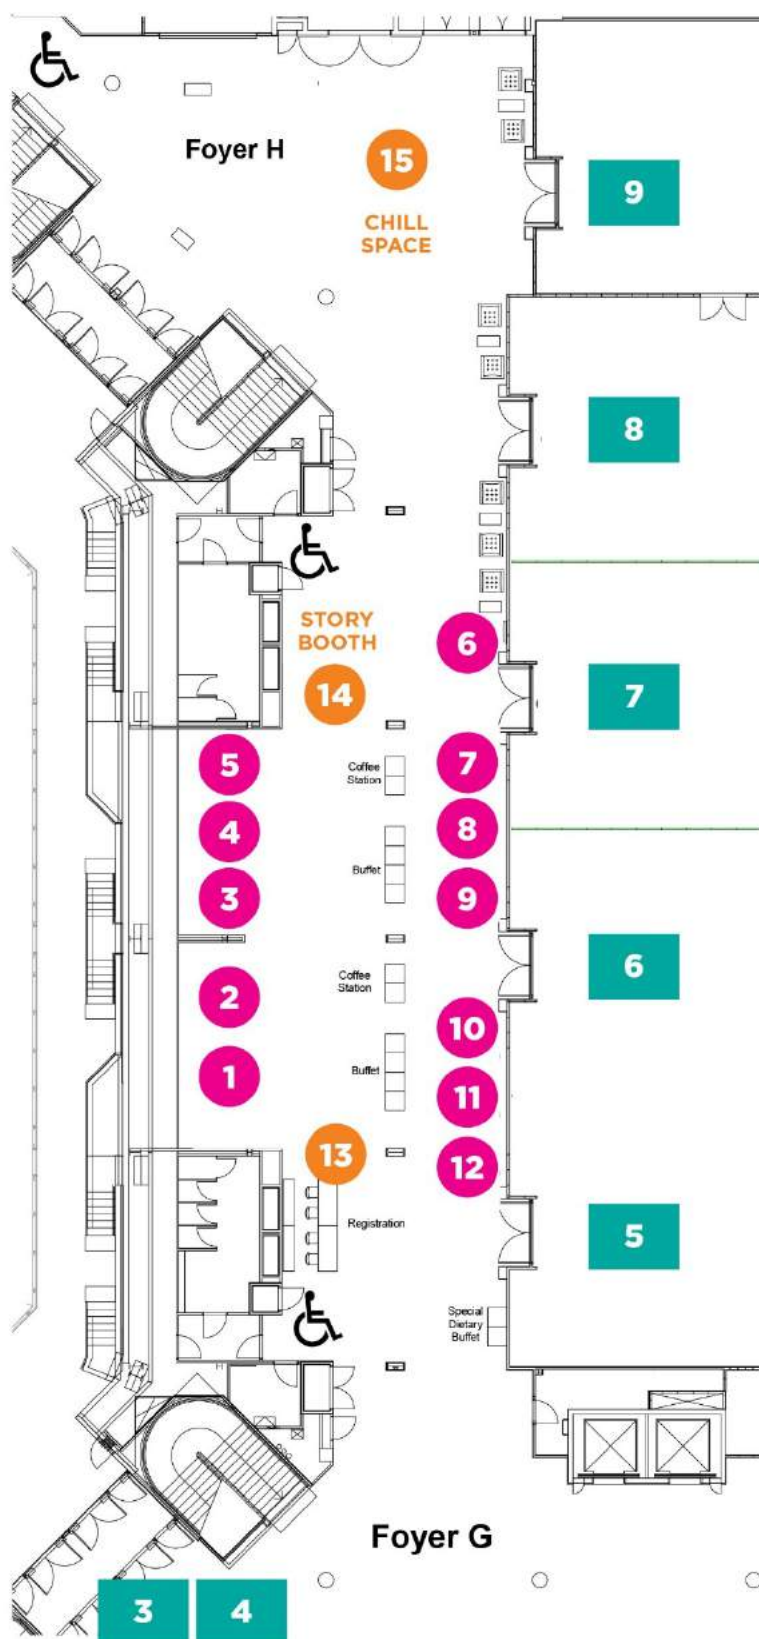 Foyer H
15
CHILL
SPACE
9
8
STORY
BOOTH
14
6
7
5
Coffee
Station
7
4
8
Buffet
3
9
6
Coffee
Station
2
10
1
Buffet
11
13
12
Registration
5
Special
Dietary
Buffet
Foyer G
3
4